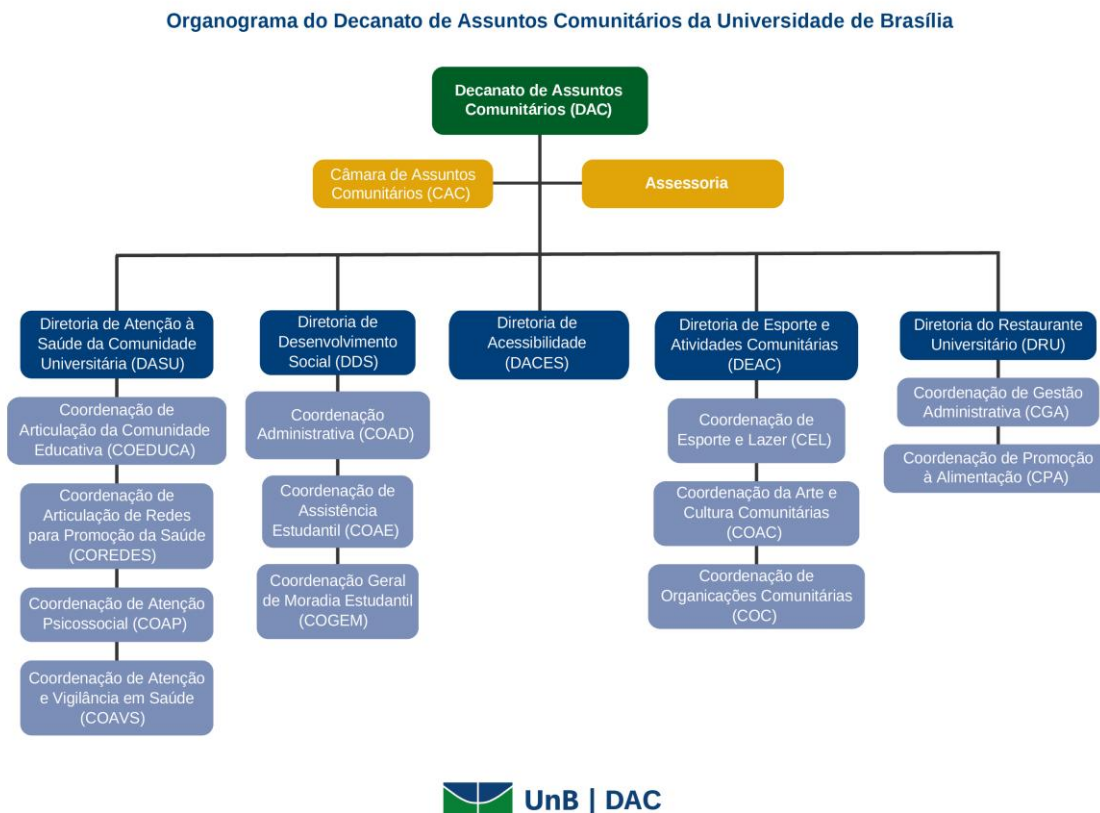 Organograma do Decanato de Assuntos Comunitários da Universidade de Brasília
Decanato de Assuntos
Comunitários (DAC)
Câmara de Assuntos
Comunitários (CAC)
Assessoria
Diretoria de Atenção à
Saúde da Comunidade
Universitária (DASU)
Coordenação de
Articulação da Comunidade
Educativa (COEDUCA)
Coordenação de
Articulação de Redes
para Promoção da Saúde
(COREDES)
Coordenação de Atenção
Psicossocial (COAP)
Coordenação de Atenção
e Vigilância em Saúde
(COAVS)
Diretoria de
Desenvolvimento
Social (DDS)
Coordenação
Administrativa (COAD)
Coordenação de
Assistência
Estudantil (COAE)
Coordenação Geral
de Moradia Estudantil
(COGEM)
Diretoria de
Acessibilidade
(DACES)
Diretoria de Esporte e
Atividades Comunitárias
(DEAC)
Coordenação de
Esporte e Lazer (CEL)
Coordenação da Arte e
Cultura Comunitárias
(COAC)
Coordenação de
Organicações Comunitárias
(COC)
Diretoria do Restaurante
Universitário (DRU)
Coordenação de Gestão
Administrativa (CGA)
Coordenação de Promoção
à Alimentação (CPA)
UnB | DAC